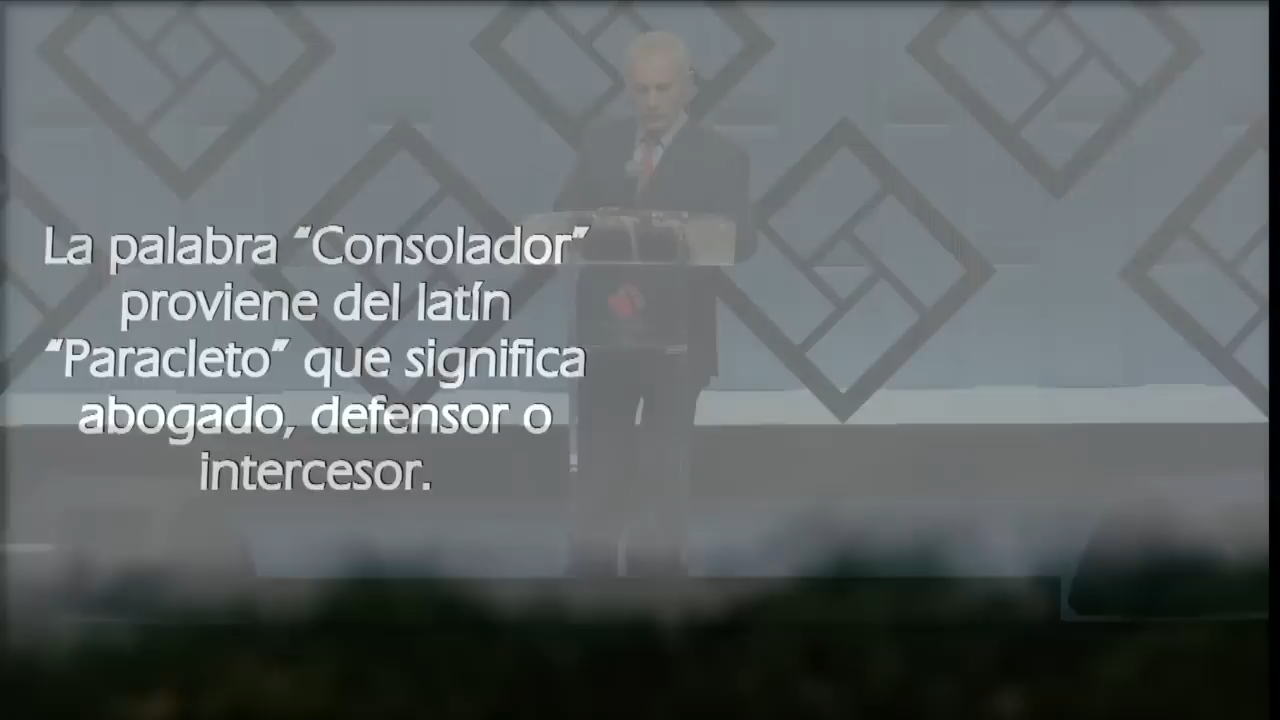 La palabra “Consolador”
proviene del latín
“Paracleto” que significa
abogado, defensor o
intercesor.